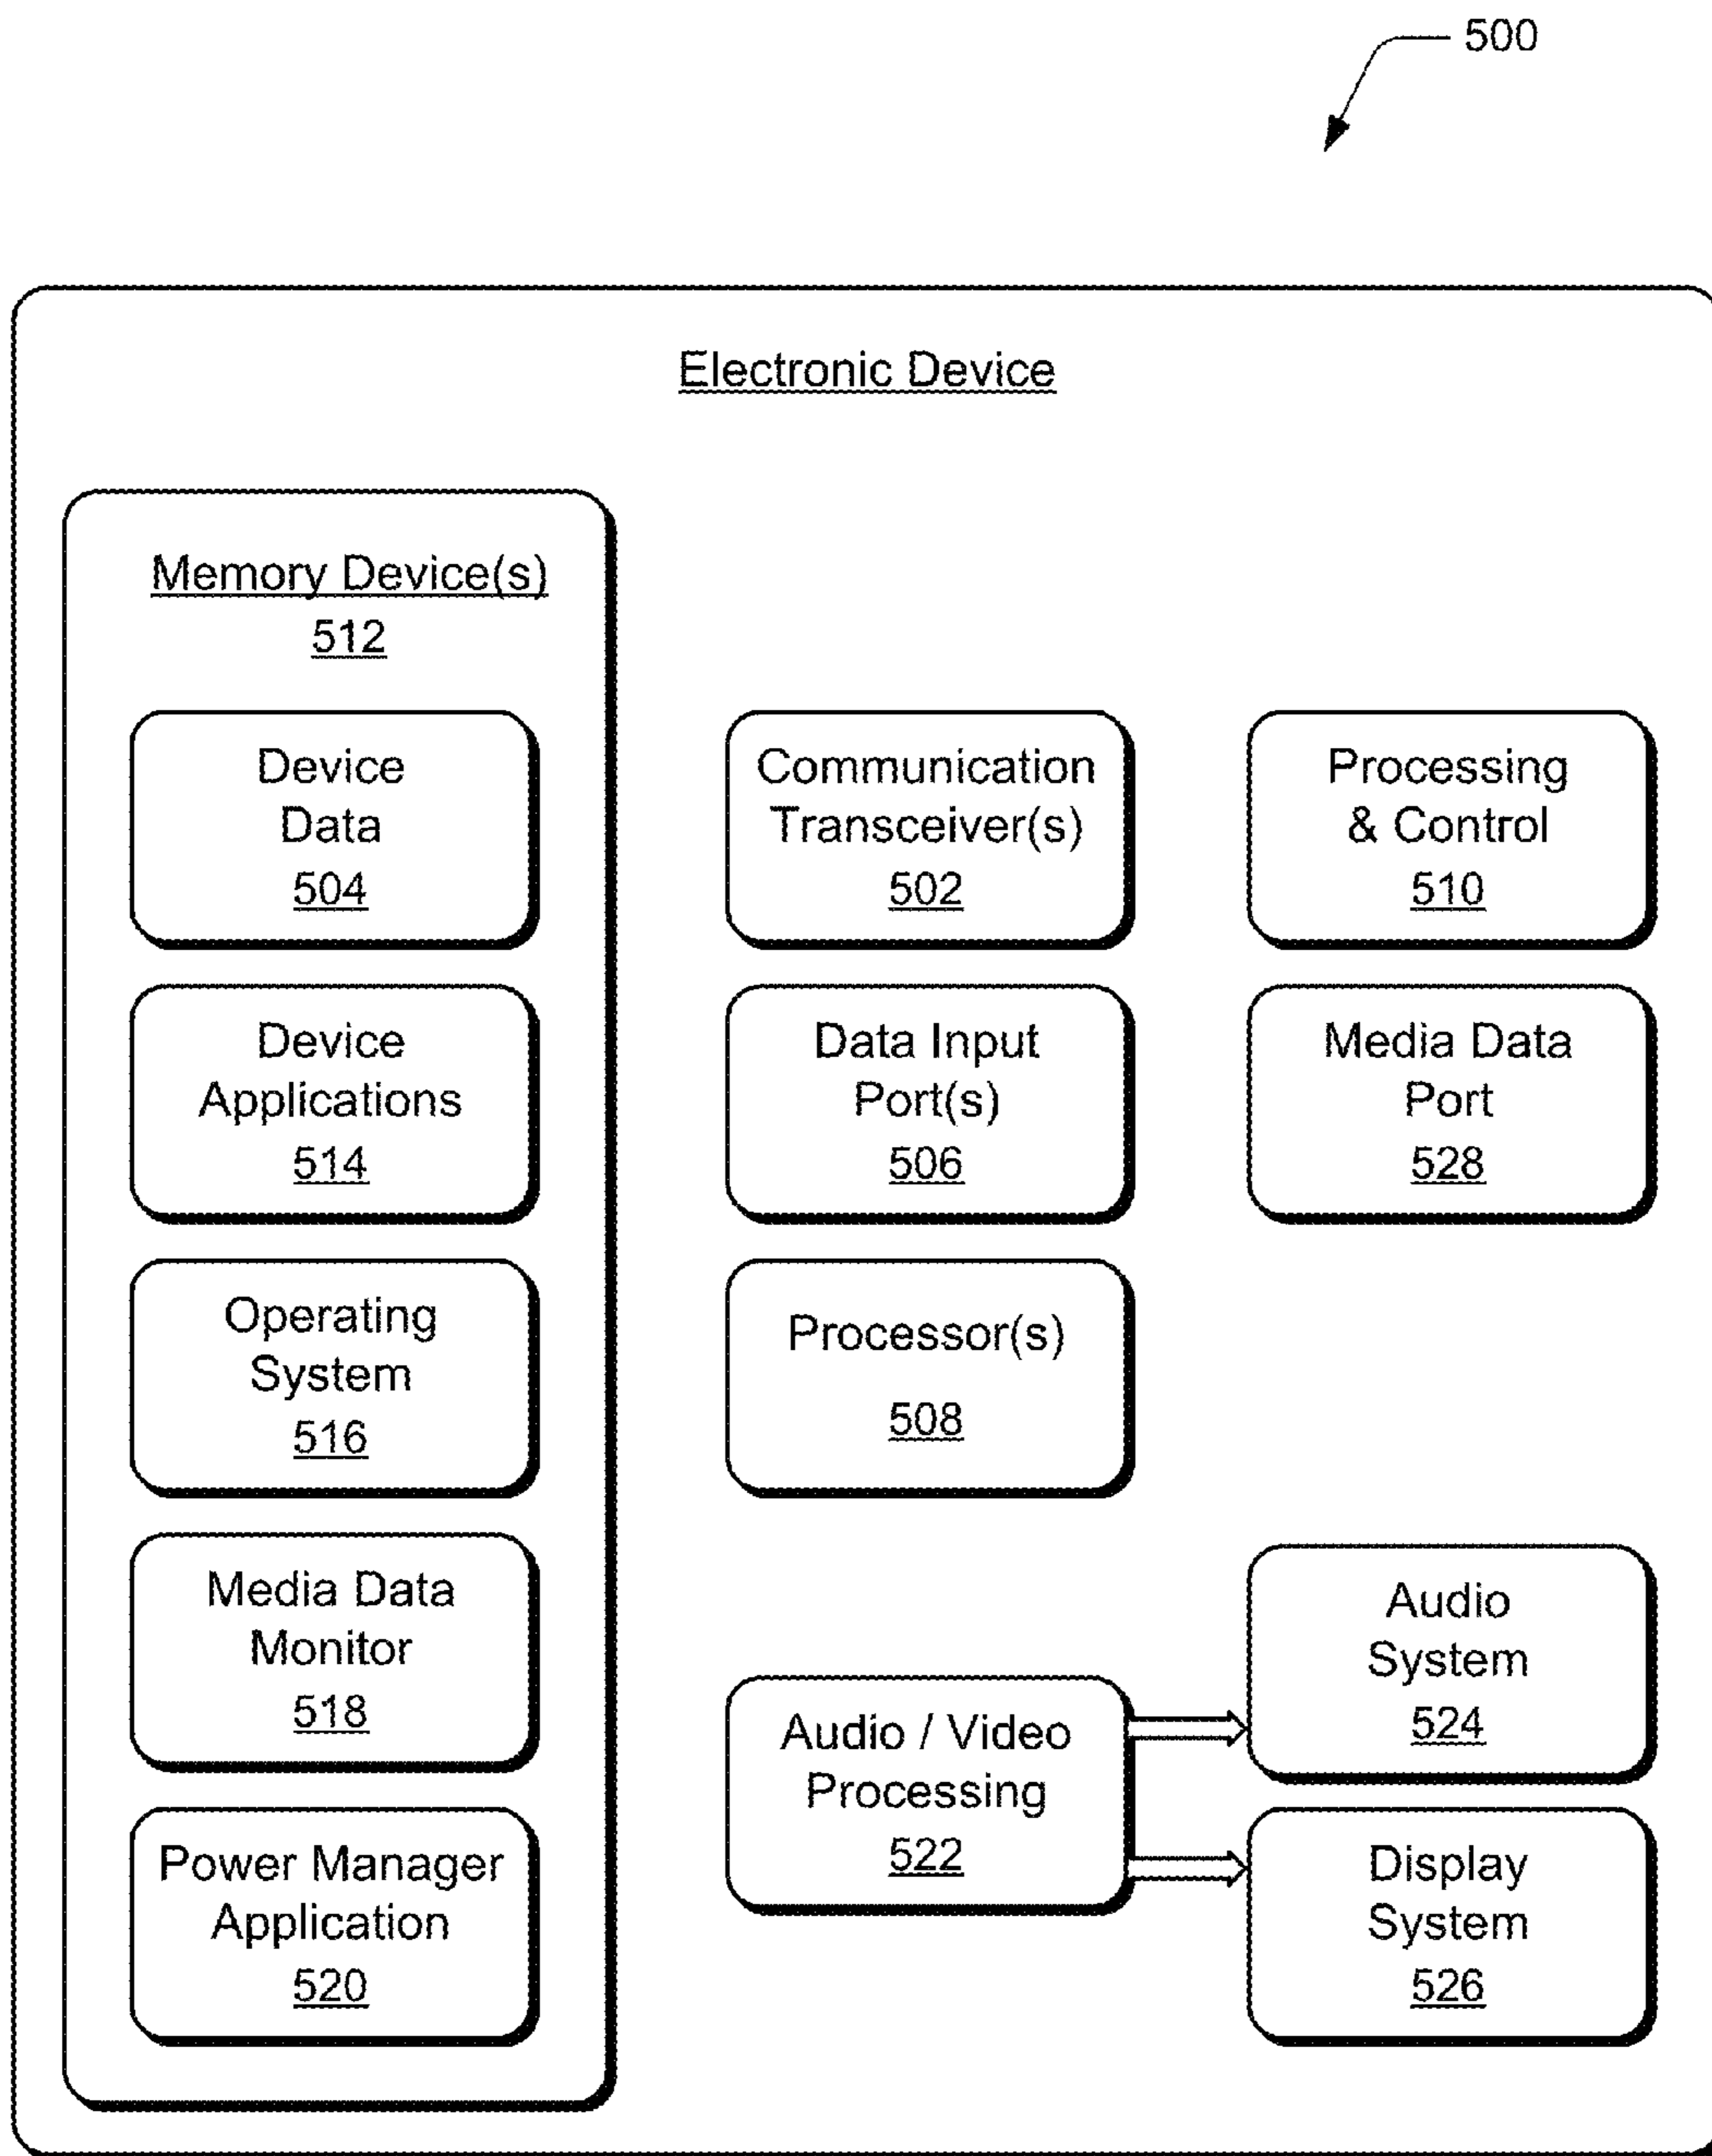 500
Electronic Device
Memory Device(s)
512
Device
Data
504
Communication
Transceiver(s)
502
Processing
& Control
510
Device
Applications
514
Data Input
Port(s)
506
Media Data
Port
528
Operating
System
516
Processor(s)
508
Media Data
Monitor
518
Power Manager
Application
520
Audio / Video
Processing
522
Audio
System
524
Display
System
526